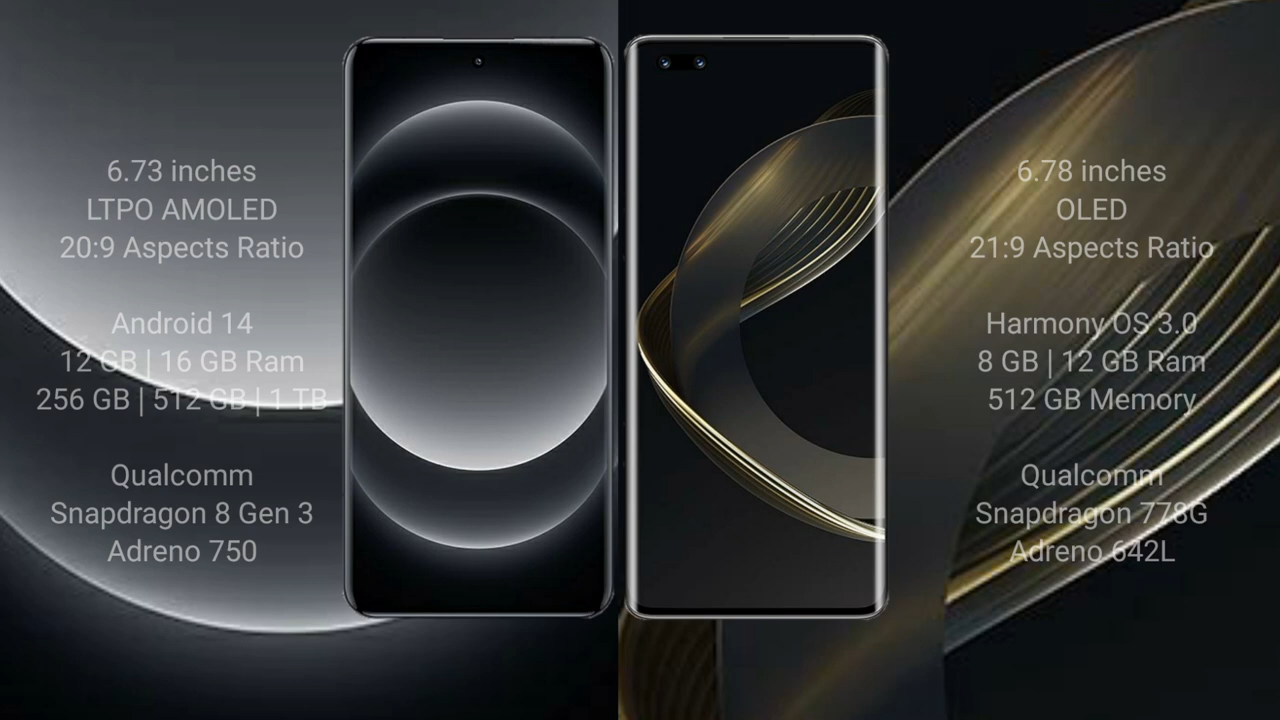 6.73 inches
LTPO AMOLED
20:9 Aspects Ratio
Android 14
12 GB | 16 GB Ram
256 GB | 512 GB | 1 TB
Qualcomm
Snapdragon 8 Gen 3
Adreno 750
6.78 inches
OLED
21:9 Aspects Ratio
Harmony OS 3.0
8 GB | 12 GB Ram
512 GB Memory
Qualcomm
Snapdragon 778G
Adreno 642L